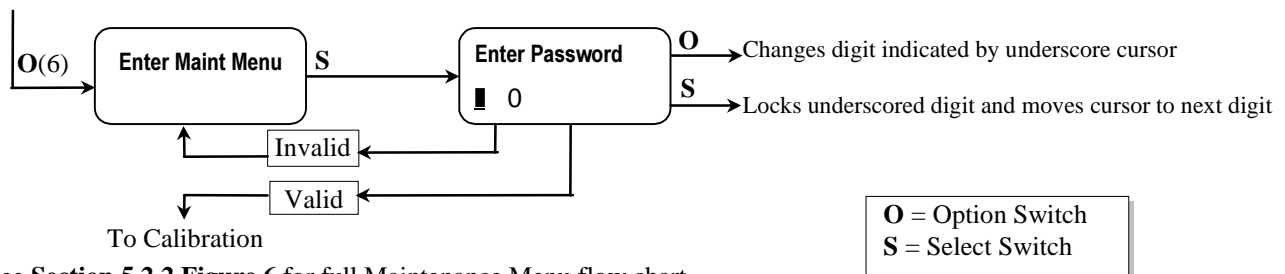 O(6)
Enter Maint Menu
S
Enter Password
0
O
Changes digit indicated by underscore cursor
S
Locks underscored digit and moves cursor to next digit
Invalid
Valid
To Calibration
O = Option Switch
S = Select Switch
Section 5.2.2 Figure 6 for full Maintenance Menu flow chart